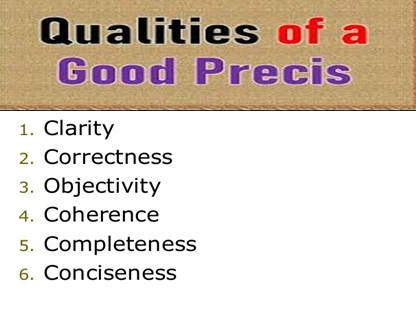 Qualities of a
Good Precis
1. Clarity
2. Correctness
3. Objectivity
4. Coherence
5. Completeness
6. Conciseness